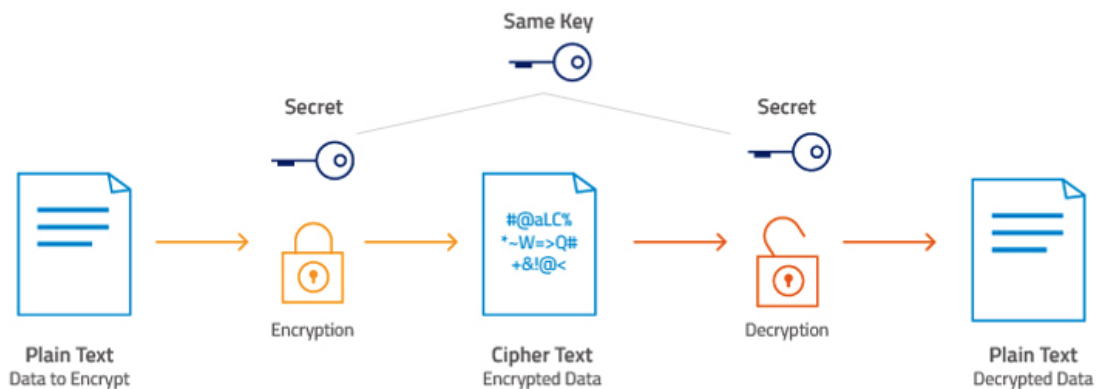 Same Key
Secret
Secret
#@aLC%
*~W=>Q#
+&!@<
Encryption
Decryption
Plain Text
Data to Encrypt
Cipher Text
Encrypted Data
Plain Text
Decrypted Data